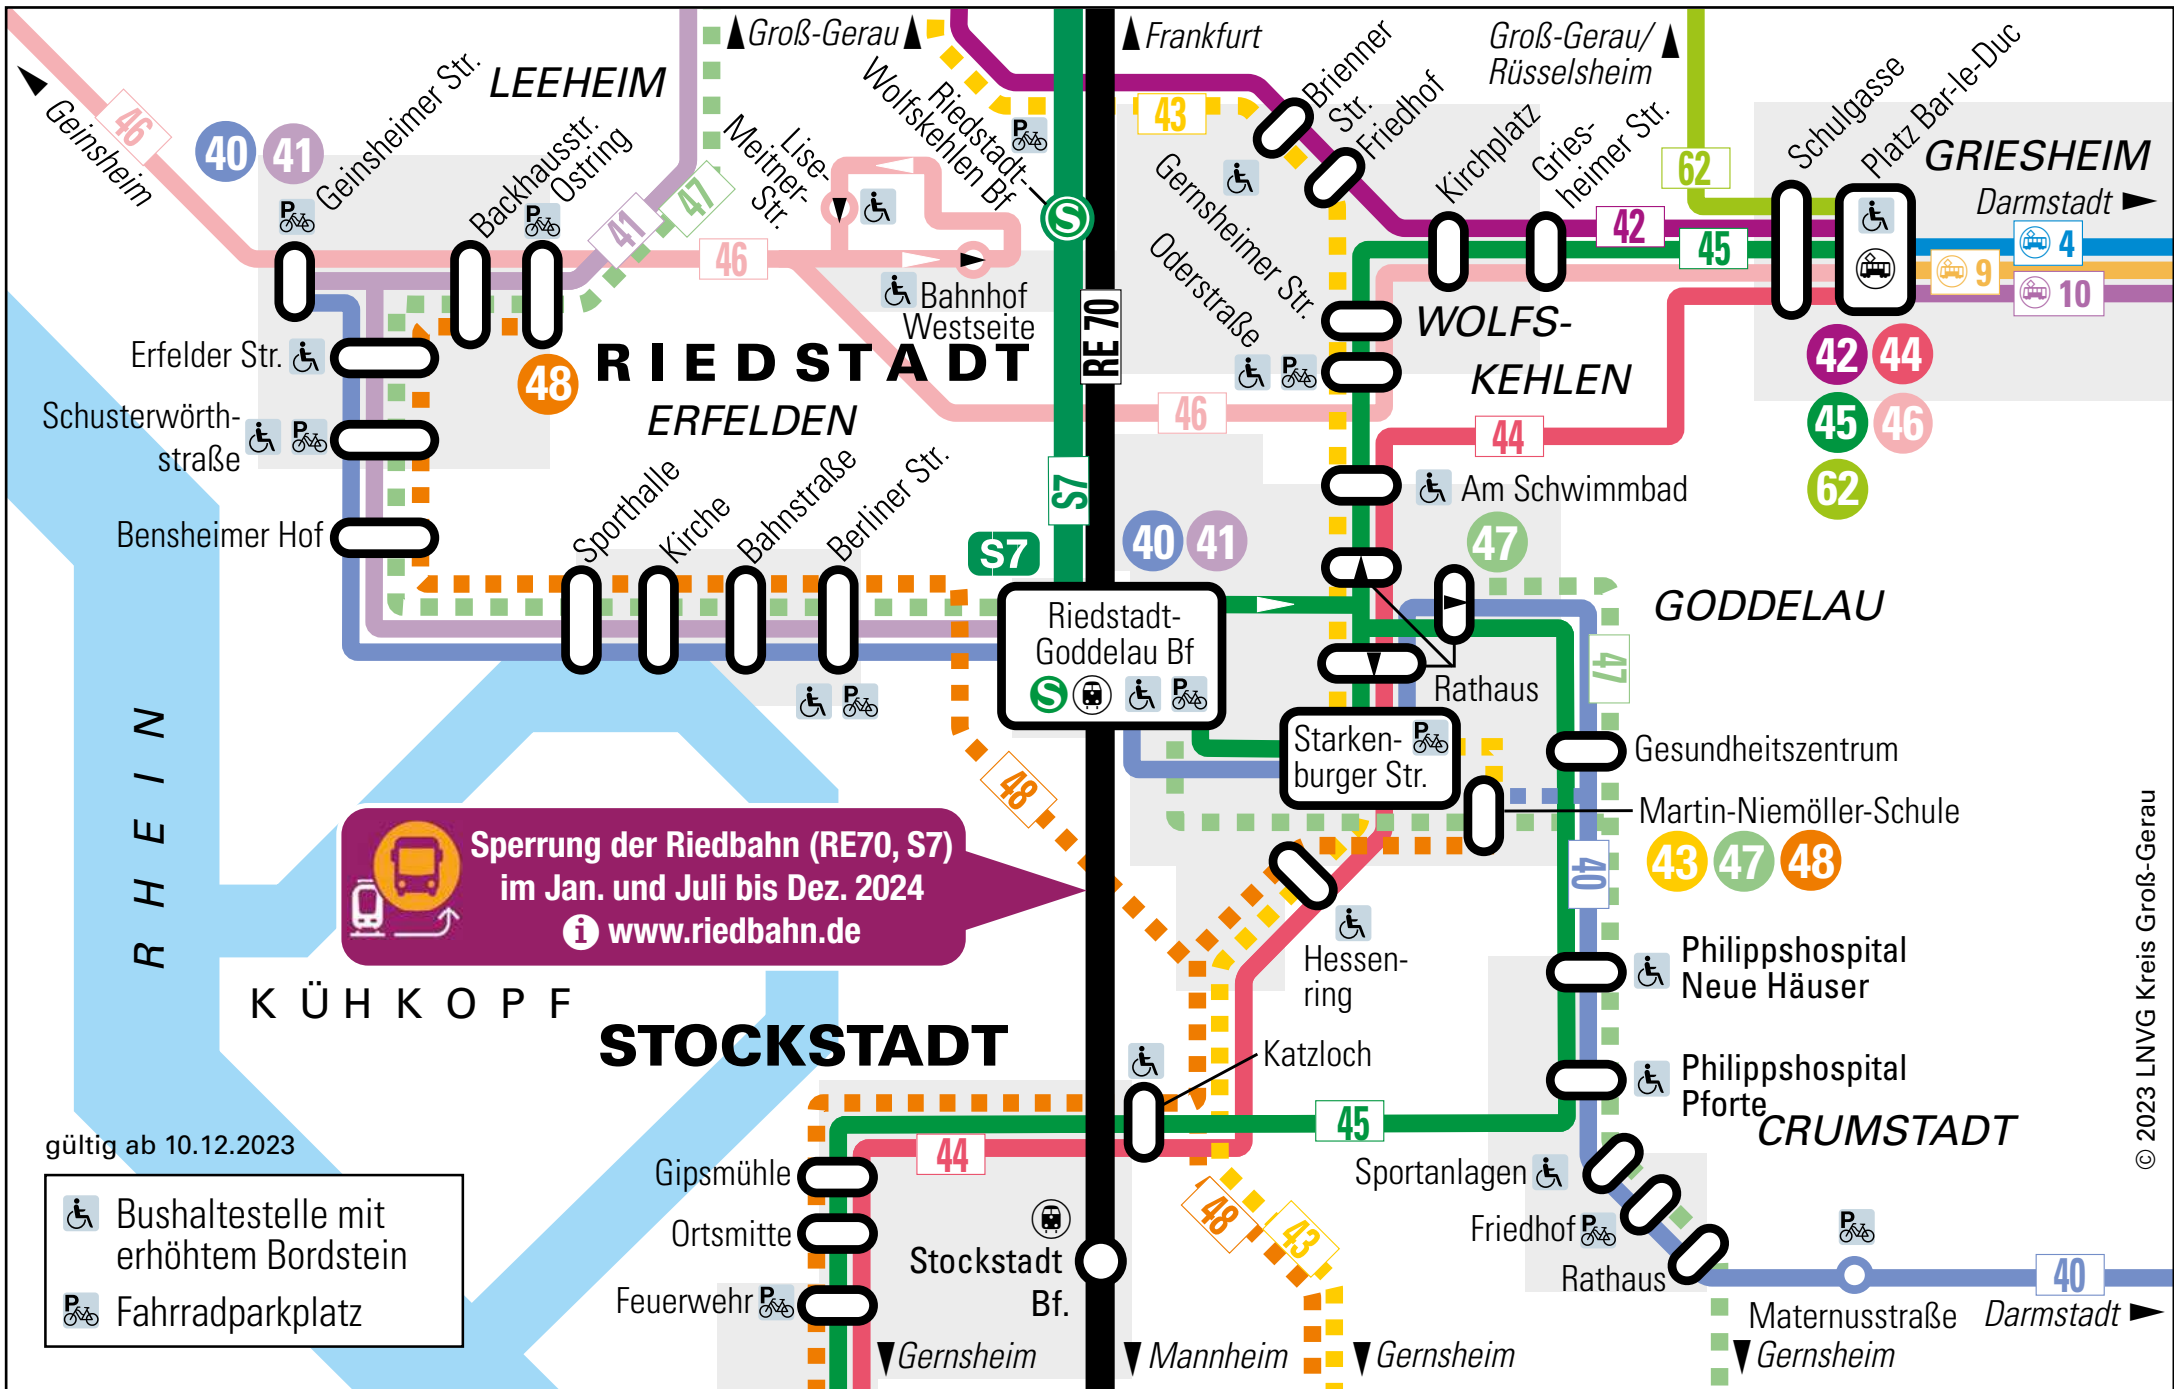 Groß-Gerau
Frankfurt
Groß-Gerau/
Rüsselsheim
Geinsheim
46
40
41
Geinsheimer Str.
LEEHEIM
Backhausstr.
Ostring
41
47
Lise-
Meitner-
Str.
46
Riedstadt-
Wolfskehlen Bf
S
P
43
Brienner
Str.
Friedhof
Kirchplatz
Gries-
heimer Str.
62
Schulgasse
Platz Bar-le-Duc
GRIESHEIM
Darmstadt
4
9
10
42
45
42
44
45
46
62
Gernsheimer Str.
Oderstraße
WOLFS-
KEHLEN
Bahnhof
Westseite
RE 70
RIEDSTADT
ERFELDEN
48
Erfelder Str.
Schusterwörth-
straße
P
Bensheimer Hof
Sporthalle
Kirche
Bahnstraße
Berliner Str.
P
46
44
S7
S7
40
41
Am Schwimmbad
47
GODDELAU
Riedstadt-
Goddelau Bf
S
P
Rathaus
47
Starken-
burger Str.
P
Gesundheitszentrum
Martin-Niemöller-Schule
43
47
48
40
48
RHEIN
Sperrung der Riedbahn (RE70, S7)
im Jan. und Juli bis Dez. 2024
i www.riedbahn.de
Hessen-
ring
Philippshospital
Neue Häuser
KÜHKOPF
STOCKSTADT
Katzloch
Philippshospital
Pforte
CRUMSTADT
45
44
Gipsmühle
Ortsmitte
Feuerwehr
P
Stockstadt
Bf.
48
43
Sportanlagen
Friedhof
P
Rathaus
P
Maternusstraße
40
Darmstadt
Gernsheim
Mannheim
Gernsheim
Gernsheim
gültig ab 10.12.2023
Bushaltestelle mit
erhöhtem Bordstein
P
Fahrradparkplatz
© 2023 LNVG Kreis Groß-Gerau